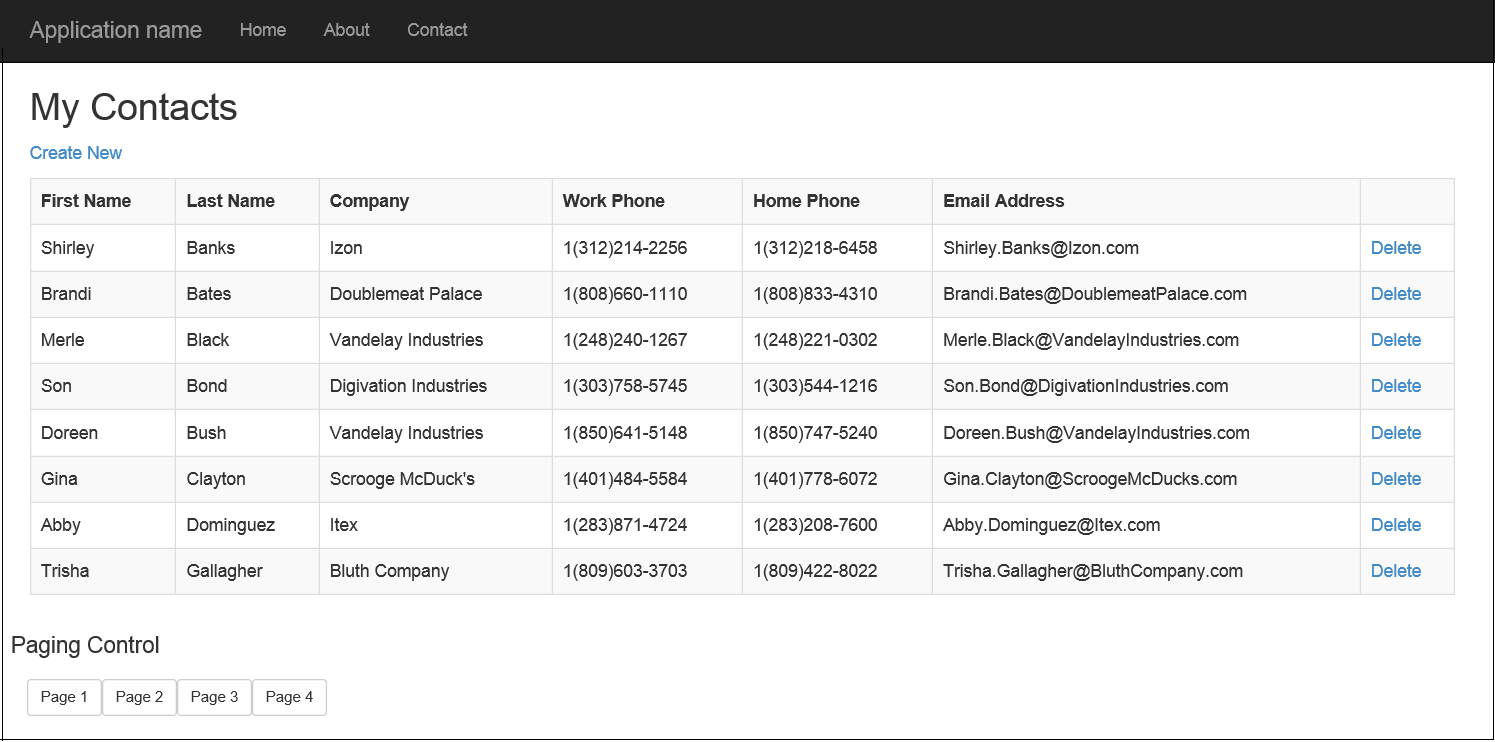 Application name Home About Contact
My Contacts
Create New
First Name Last Name Company Work Phone Home Phone Email Address
Shirley Banks Izon 1(312)214-2256 1(312)218-6458 Shirley.Banks@Izon.com Delete
Brandi Bates Doublemeat Palace 1(808)660-1110 1(808)833-4310 Brandi.Bates@DoublemeatPalace.com Delete
Merle Black Vandelay Industries 1(248)240-1267 1(248)221-0302 Merle.Black@VandelayIndustries.com Delete
Son Bond Digivation Industries 1(303)758-5745 1(303)544-1216 Son.Bond@DigivationIndustries.com Delete
Doreen Bush Vandelay Industries 1(850)641-5148 1(850)747-5240 Doreen.Bush@VandelayIndustries.com Delete
Gina Clayton Scrooge McDuck's 1(401)484-5584 1(401)778-6072 Gina.Clayton@ScroogeMcDucks.com Delete
Abby Dominguez Itex 1(283)871-4724 1(283)208-7600 Abby.Dominguez@Itex.com Delete
Trisha Gallagher Bluth Company 1(809)603-3703 1(809)422-8022 Trisha.Gallagher@BluthCompany.com Delete
Paging Control
Page 1 Page 2 Page 3 Page 4